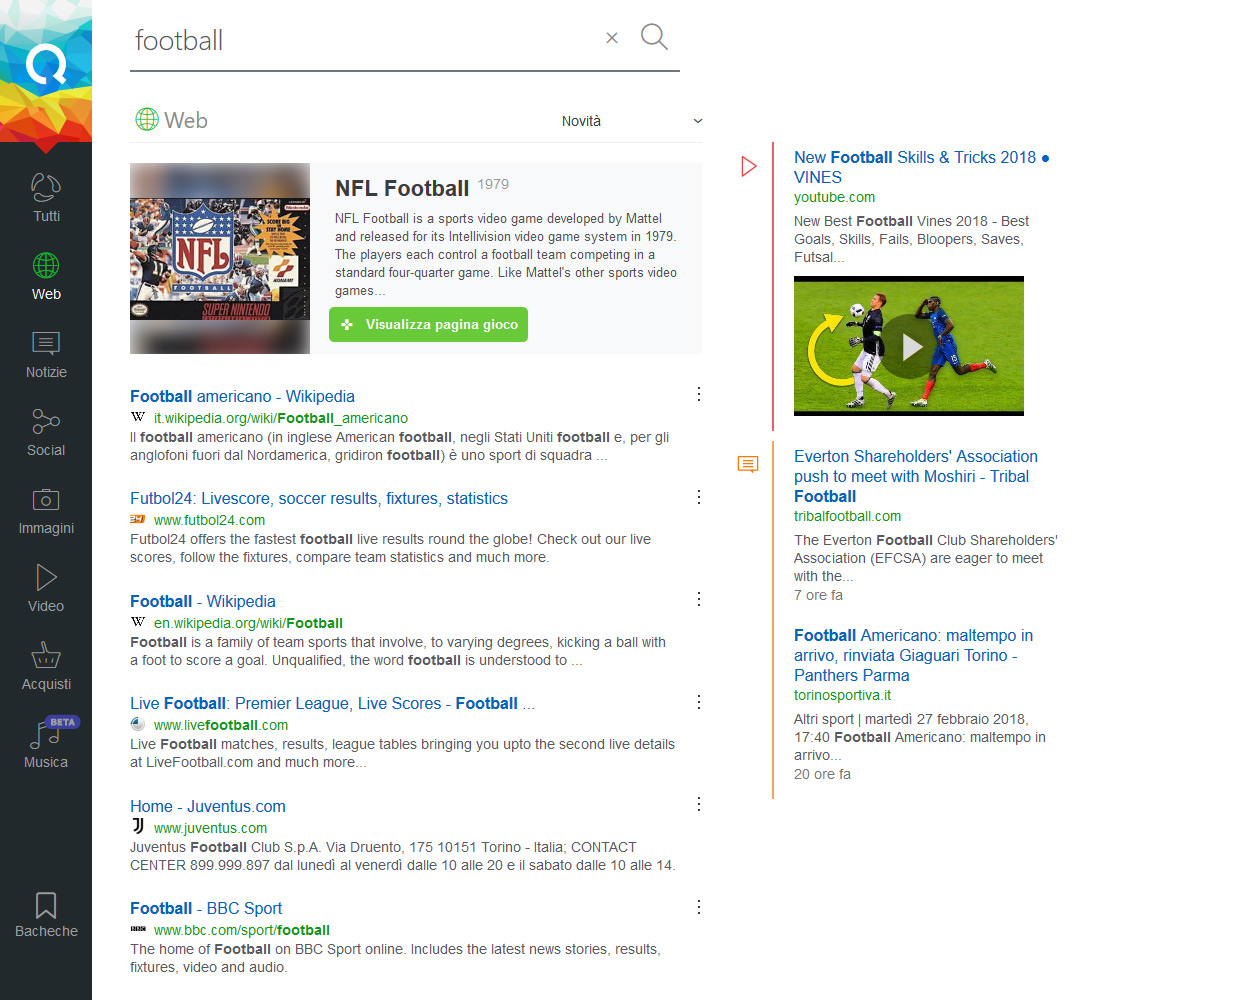 football
Web
Novità
Tutti
Web
Notizie
Social
Immagini
Video
Acquisti
BETA
Musica
Bacheche
NFL
FOOTBALL
SCORE BIG OR
STAY HOME
KONAMI
SUPER NINTENDO
NFL Football 1979
NFL Football is a sports video game developed by Mattel
and released for its Intellivision video game system in 1979.
The players each control a football team competing in a
standard four-quarter game. Like Mattel's other sports video
games...
Visualizza pagina gioco
Football americano - Wikipedia
it.wikipedia.org/wiki/Football_americano
Il football americano (in inglese American football, negli Stati Uniti football e, per gli
anglofoni fuori dal Nordamerica, gridiron football) è uno sport di squadra ...
Futbol24: Livescore, soccer results, fixtures, statistics
www.futbol24.com
Futbol24 offers the fastest football live results round the globe! Check out our live
scores, follow the fixtures, compare team statistics and much more.
Football - Wikipedia
en.wikipedia.org/wiki/Football
Football is a family of team sports that involve, to varying degrees, kicking a ball with
a foot to score a goal. Unqualified, the word football is understood to ...
Live Football: Premier League, Live Scores - Football ...
www.livefootball.com
Live Football matches, results, league tables bringing you upto the second live details
at LiveFootball.com and much more...
Home - Juventus.com
www.juventus.com
Juventus Football Club S.p.A. Via Druento, 175 10151 Torino - Italia; CONTACT
CENTER 899.999.897 dal lunedì al venerdì dalle 10 alle 20 e il sabato dalle 10 alle 14.
Football - BBC Sport
www.bbc.com/sport/football
The home of Football on BBC Sport online. Includes the latest news stories, results,
fixtures, video and audio.
New Football Skills & Tricks 2018 ●
VINES
youtube.com
New Best Football Vines 2018 - Best
Goals, Skills, Fails, Bloopers, Saves,
Futsal...
Everton Shareholders' Association
push to meet with Moshiri - Tribal
Football
tribalfootball.com
The Everton Football Club Shareholders'
Association (EFCSA) are eager to meet
with the...
7 ore fa
Football Americano: maltempo in
arrivo, rinviata Giaguari Torino -
Panthers Parma
torinosportiva.it
Altri sport | martedì 27 febbraio 2018,
17:40 Football Americano: maltempo in
arrivo...
20 ore fa